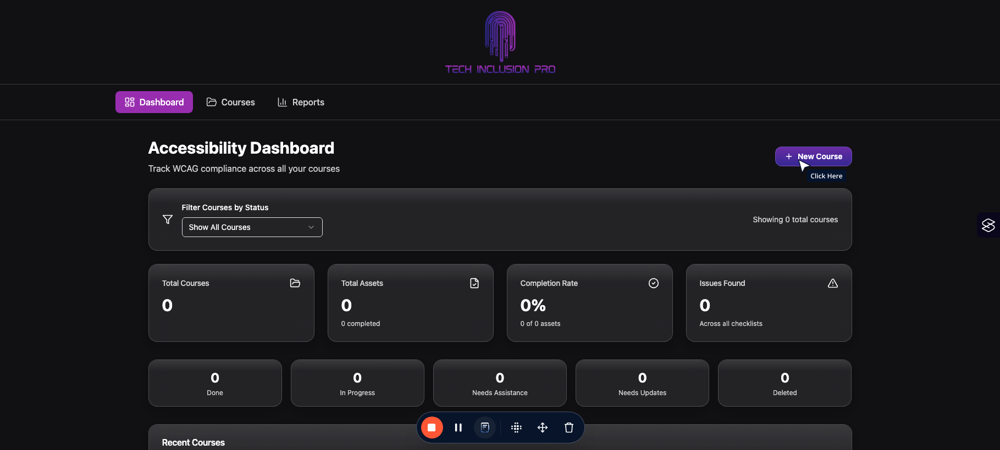 TECH INCLUSION PRO
Dashboard
Courses
Reports
Accessibility Dashboard
Track WCAG compliance across all your courses
New Course
Click Here
Filter Courses by Status
Show All Courses
Showing 0 total courses
Total Courses
0
Total Assets
0
0 completed
Completion Rate
0%
0 of 0 assets
Issues Found
0
Across all checklists
0
Done
0
In Progress
0
Needs Assistance
0
Needs Updates
0
Deleted
Recent Courses